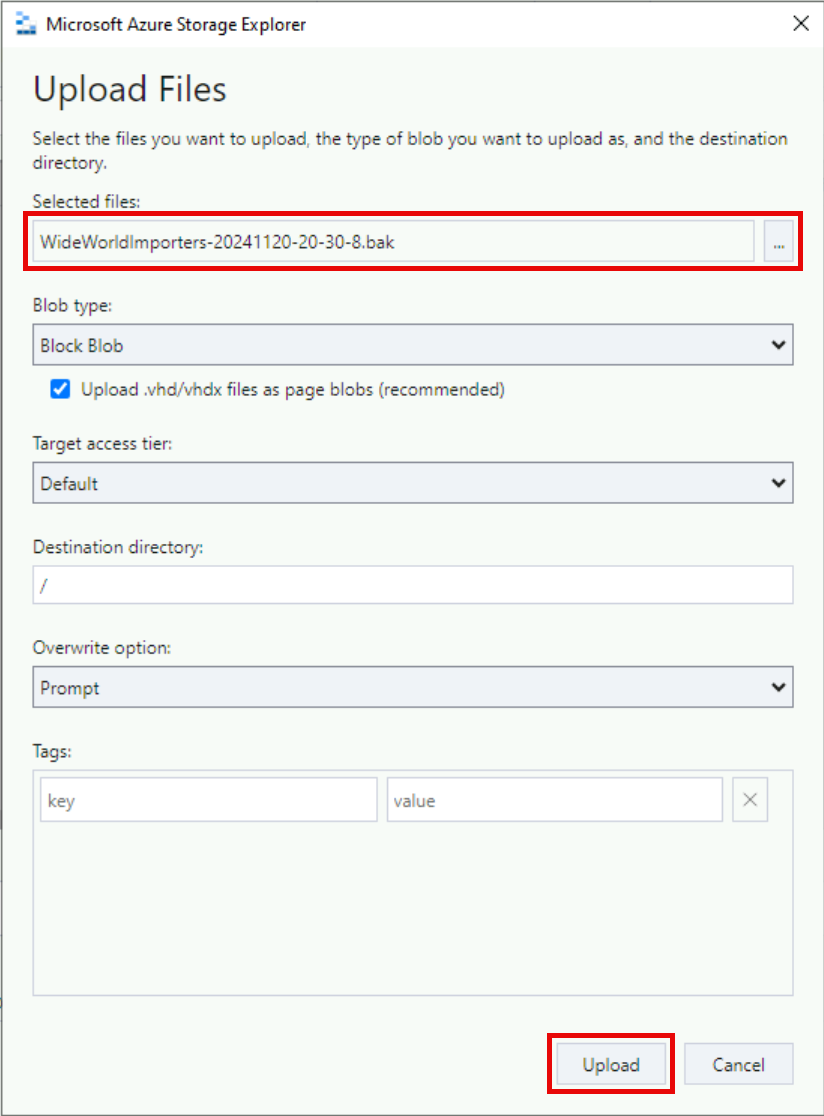 Microsoft Azure Storage Explorer
Upload Files
Select the files you want to upload, the type of blob you want to upload as, and the destination
directory.
Selected files:
WideWorldImporters-20241120-20-30-8.bak
...
Blob type:
Block Blob
Upload .vhd/vhdx files as page blobs (recommended)
Target access tier:
Default
Destination directory:
/
Overwrite option:
Prompt
Tags:
key value
Upload Cancel